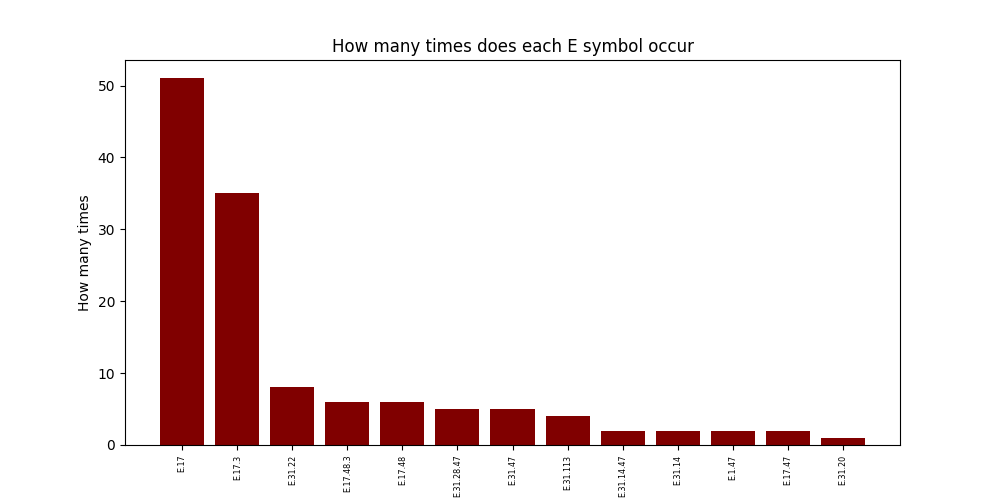 How many times does each E symbol occur
How many times
50
40
30
20
10
0
E.17
E.17.3
E.31.22
E.17.48.3
E.17.48
E.31.28.47
E.31.47
E.31.113
E.31.14.47
E.31.14
E.1.47
E.17.47
E.31.20